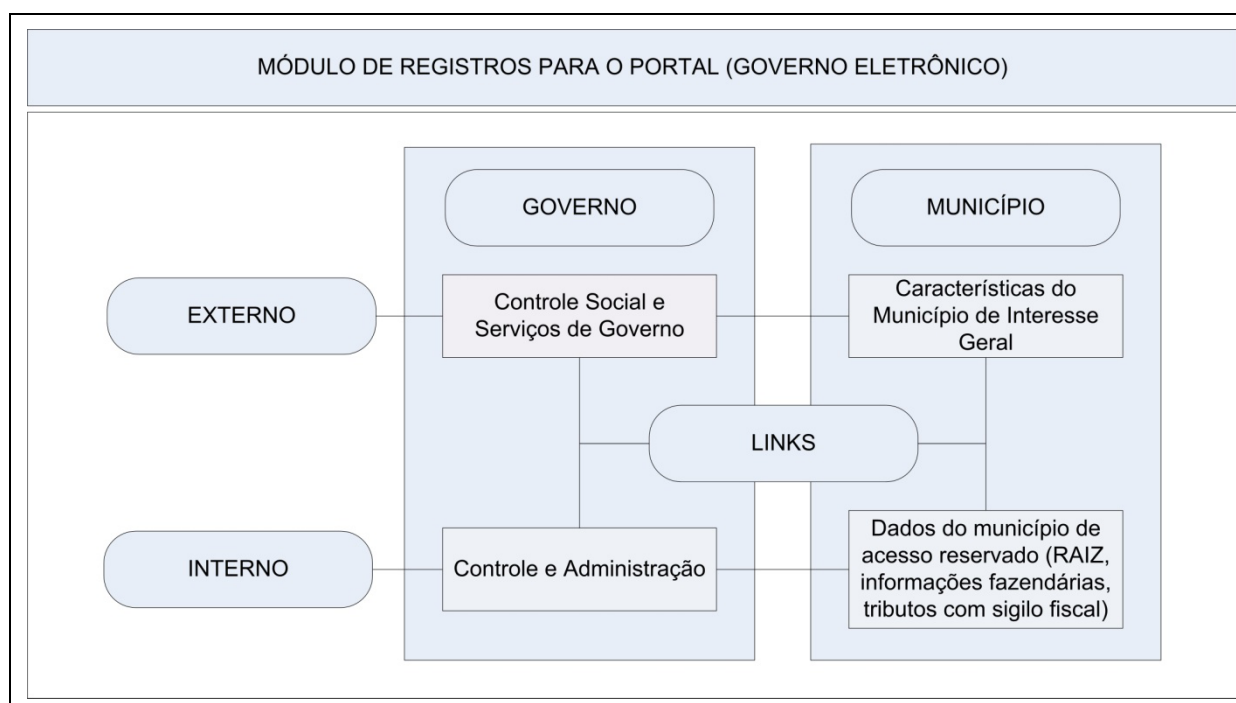 MÓDULO DE REGISTROS PARA O PORTAL (GOVERNO ELETRÔNICO)
GOVERNO
MUNICÍPIO
EXTERNO
Controle Social e
Serviços de Governo
Características do
Município de Interesse
Geral
LINKS
INTERNO
Controle e Administração
Dados do município de
acesso reservado (RAIZ,
informações fazendárias,
tributos com sigilo fiscal)